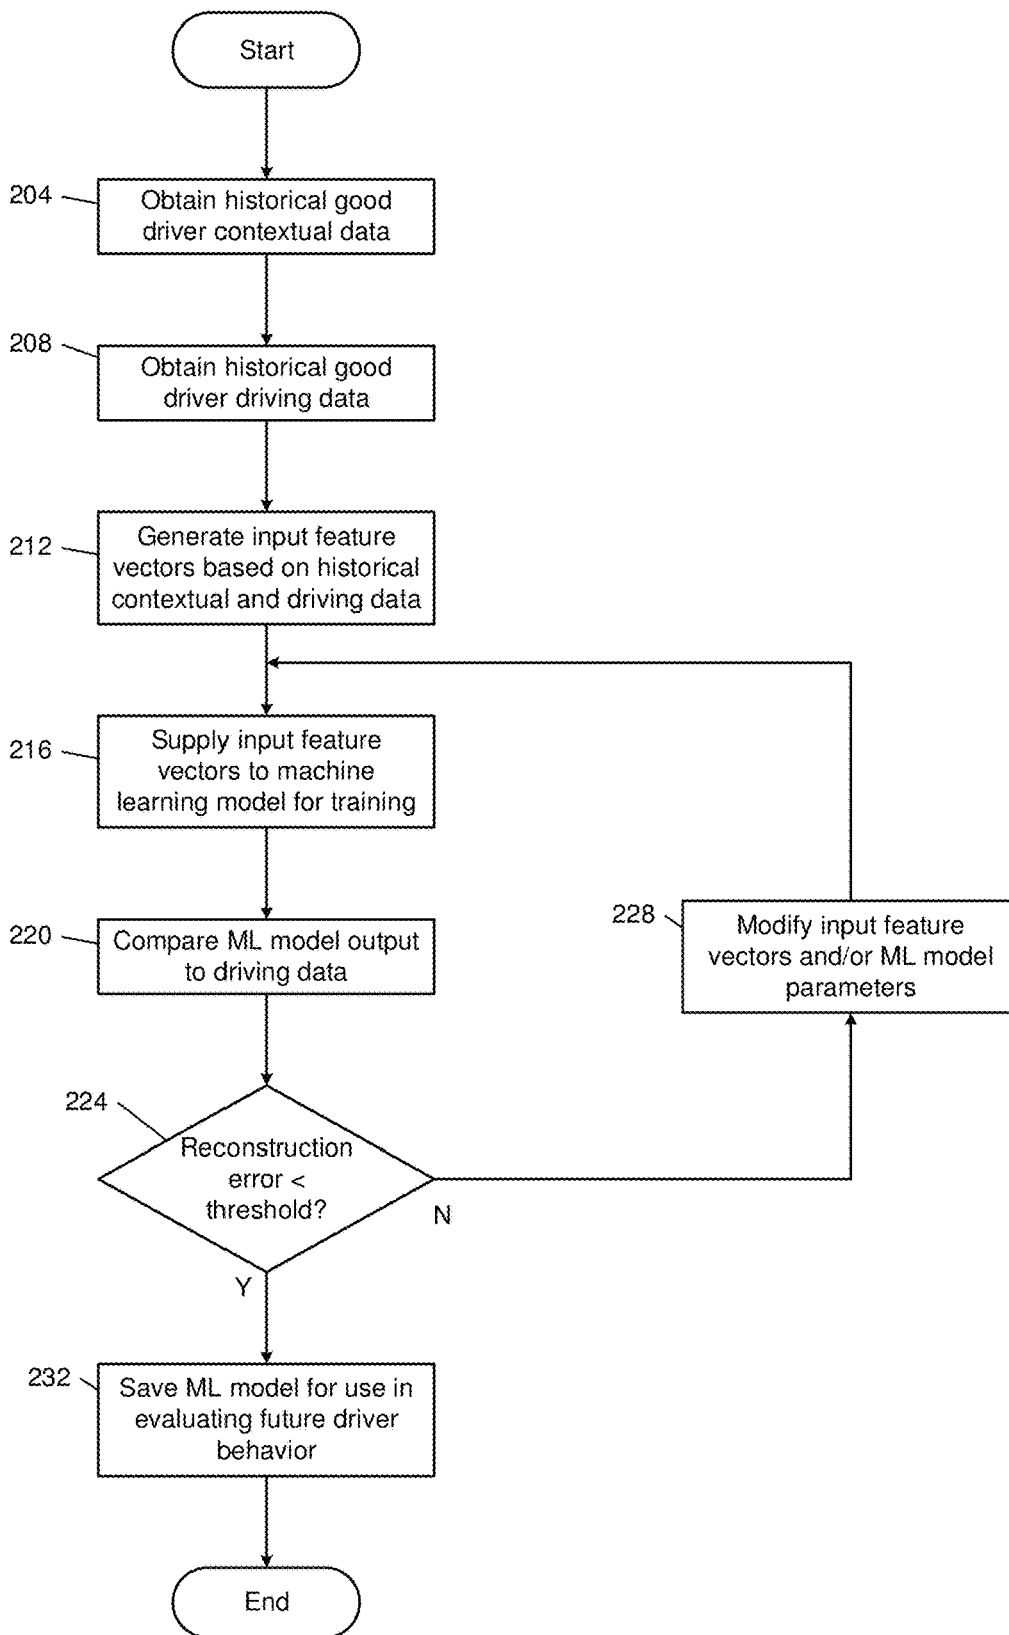 Start
204
Obtain historical good
driver contextual data
208
Obtain historical good
driver driving data
212
Generate input feature
vectors based on historical
contextual and driving data
216
Supply input feature
vectors to machine
learning model for training
220
Compare ML model output
to driving data
228
Modify input feature
vectors and/or ML model
parameters
224
Reconstruction
error <
threshold?
N
Y
232
Save ML model for use in
evaluating future driver
behavior
End